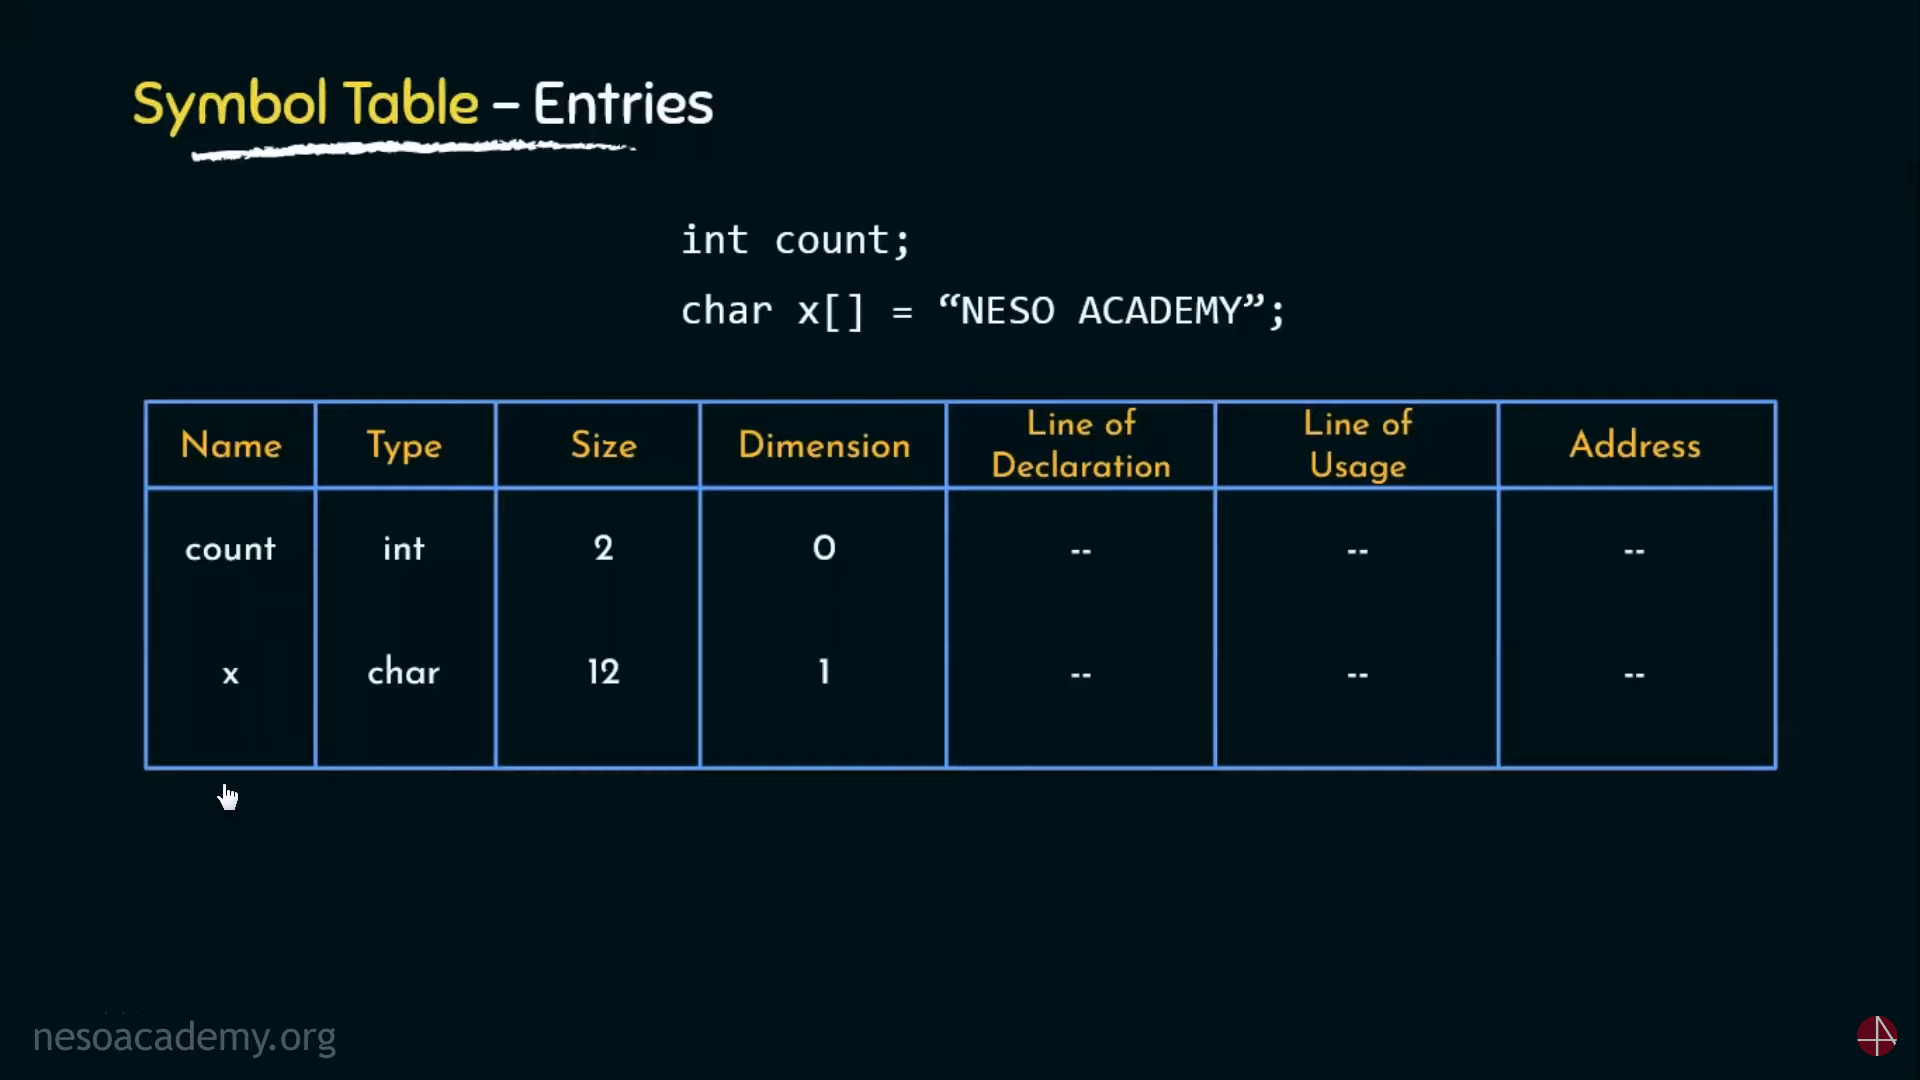 Symbol Table – Entries
int count;
char x[] = “NESO ACADEMY”;
Name Type Size Dimension Line of Declaration Line of Usage Address
count int 2 0 -- -- --
x char 12 1 -- -- --
nesoacademy.org